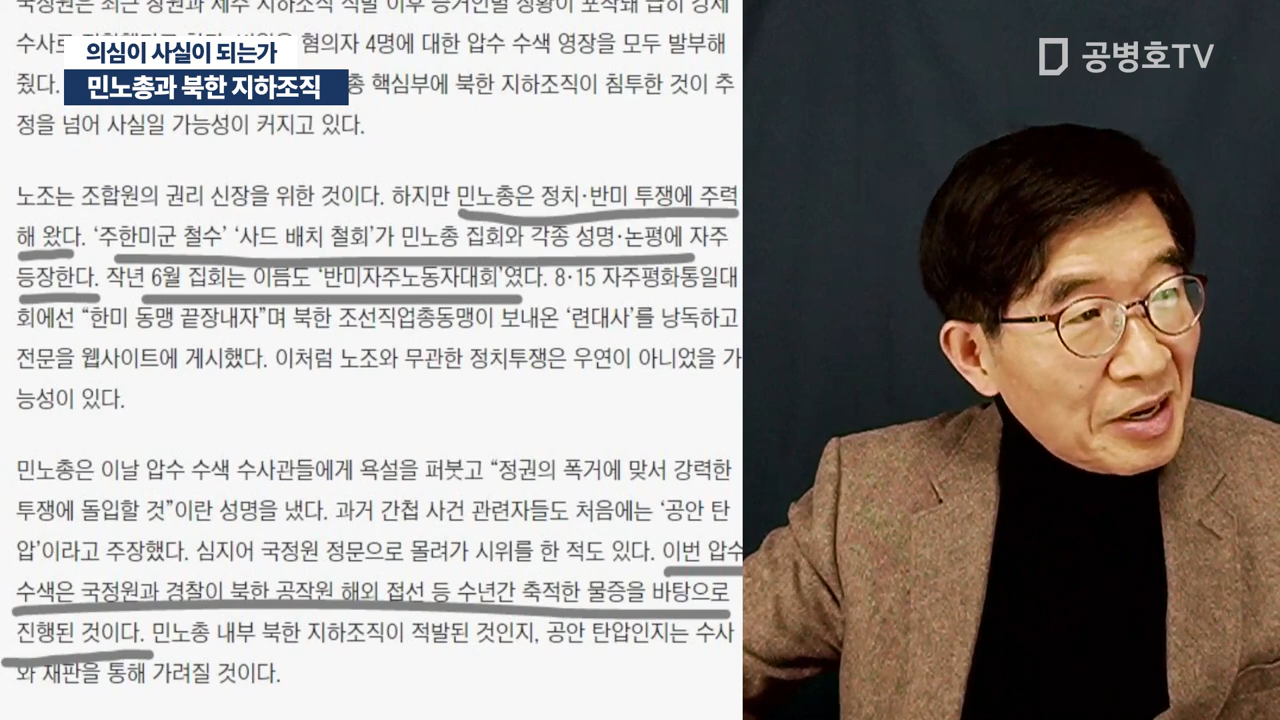 국정원은 최근 창원과 제주 지하조직 적발 이후 증거인멸 정황이 포착돼 급히 강제
수사로 혐의자 4명에 대한 압수 수색 영장을 모두 발부해
의심이 사실이 되는가
줬다. 총 핵심부에 북한 지하조직이 침투한 것이 추
민노총과 북한 지하조직
정을 넘어 사실일 가능성이 커지고 있다.
공병호TV
노조는 조합원의 권리 신장을 위한 것이다. 하지만 민노총은 정치·반미 투쟁에 주력
해 왔다. ‘주한미군 철수’ ‘사드 배치 철회’가 민노총 집회와 각종 성명·논평에 자주
등장한다. 작년 6월 집회는 이름도 ‘반미자주노동자대회’였다. 8·15 자주평화통일대
회에선 “한미 동맹 끝장내자”며 북한 조선직업총동맹이 보내온 ‘련대사’를 낭독하고
전문을 웹사이트에 게시했다. 이처럼 노조와 무관한 정치투쟁은 우연이 아니었을 가
능성이 있다.
민노총은 이날 압수 수색 수사관들에게 욕설을 퍼붓고 “정권의 폭거에 맞서 강력한
투쟁에 돌입할 것”이란 성명을 냈다. 과거 간첩 사건 관련자들도 처음에는 ‘공안 탄
압’이라고 주장했다. 심지어 국정원 정문으로 몰려가 시위를 한 적도 있다. 이번 압수
수색은 국정원과 경찰이 북한 공작원 해외 접선 등 수년간 축적한 물증을 바탕으로
진행된 것이다. 민노총 내부 북한 지하조직이 적발된 것인지, 공안 탄압인지는 수사
와 재판을 통해 가려질 것이다.